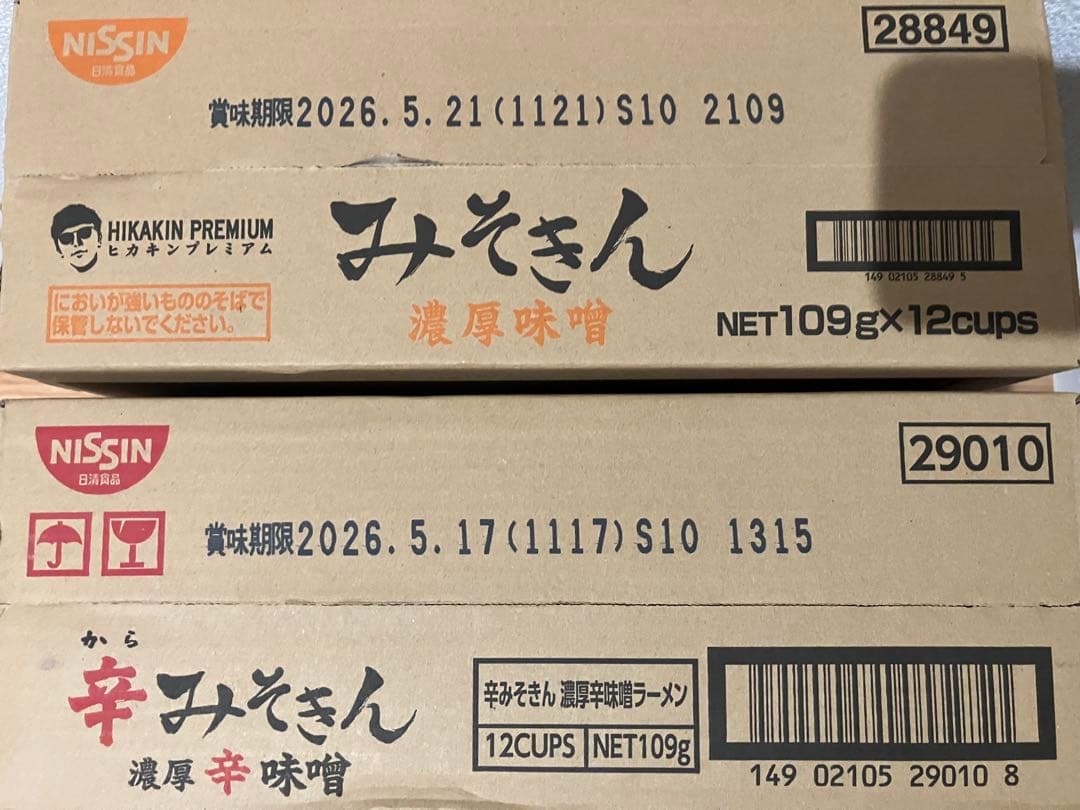 NISSIN
日清食品
28849
賞味期限2026.5.21(1121)S10 2109
HIKAKIN PREMIUM
ヒカキンプレミアム
みそきん
149 02105 28849 5
においが強いもののそばで
保管しないでください。
濃厚味噌
NET109g×12cups
NISSIN
日清食品
29010
賞味期限2026.5.17(1117)S10 1315
から
辛みそきん
濃厚辛味噌
辛みそきん 濃厚辛味噌ラーメン
12CUPS NET109g
149 02105 29010 8